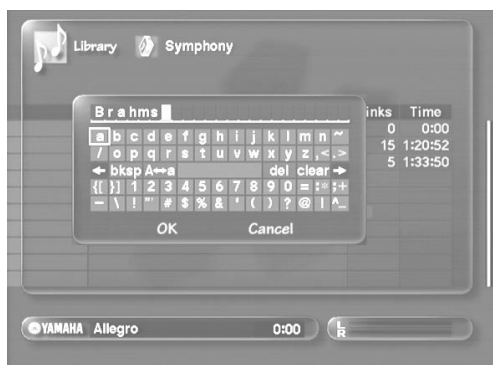 Library Symphony
inks Time
0 0:00
15 1:20:52
5 1:33:50
Brahms
a b c d e f g h i j k l m n ~
/ o p q r s t u v w x y z ,< .>
← bksp A↔a del clear →
{[ }] 1 2 3 4 5 6 7 8 9 0 = :* ;+
- \ ! "' # $ % & ' ( ) ? @ | ^_
OK Cancel
YAMAHA Allegro 0:00 L
R